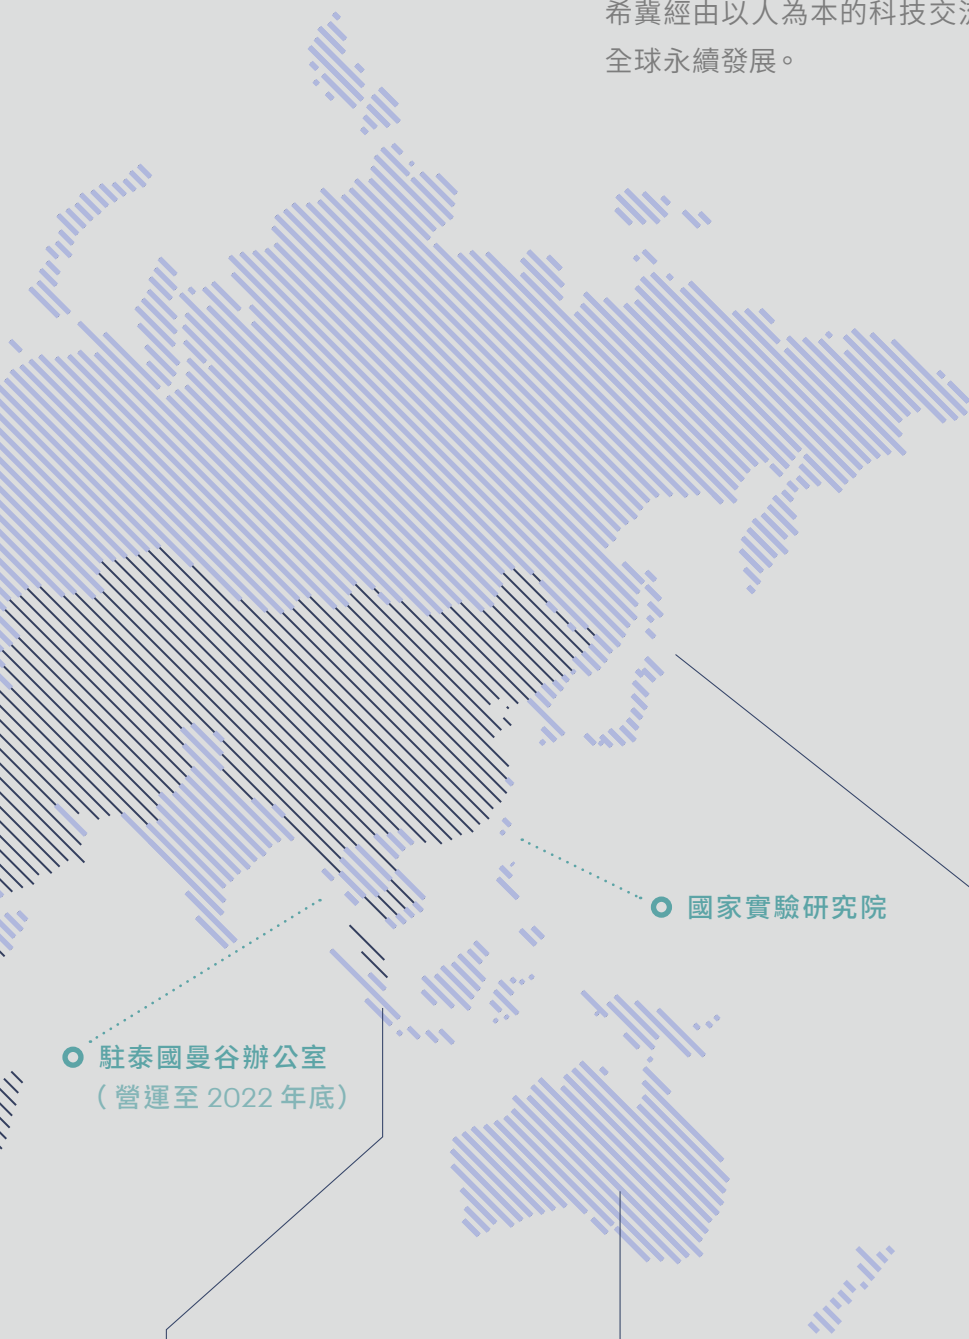 希冀經由以人為本的科技交流
全球永續發展。
國家實驗研究院
駐泰國曼谷辦公室
（營運至 2022 年底）